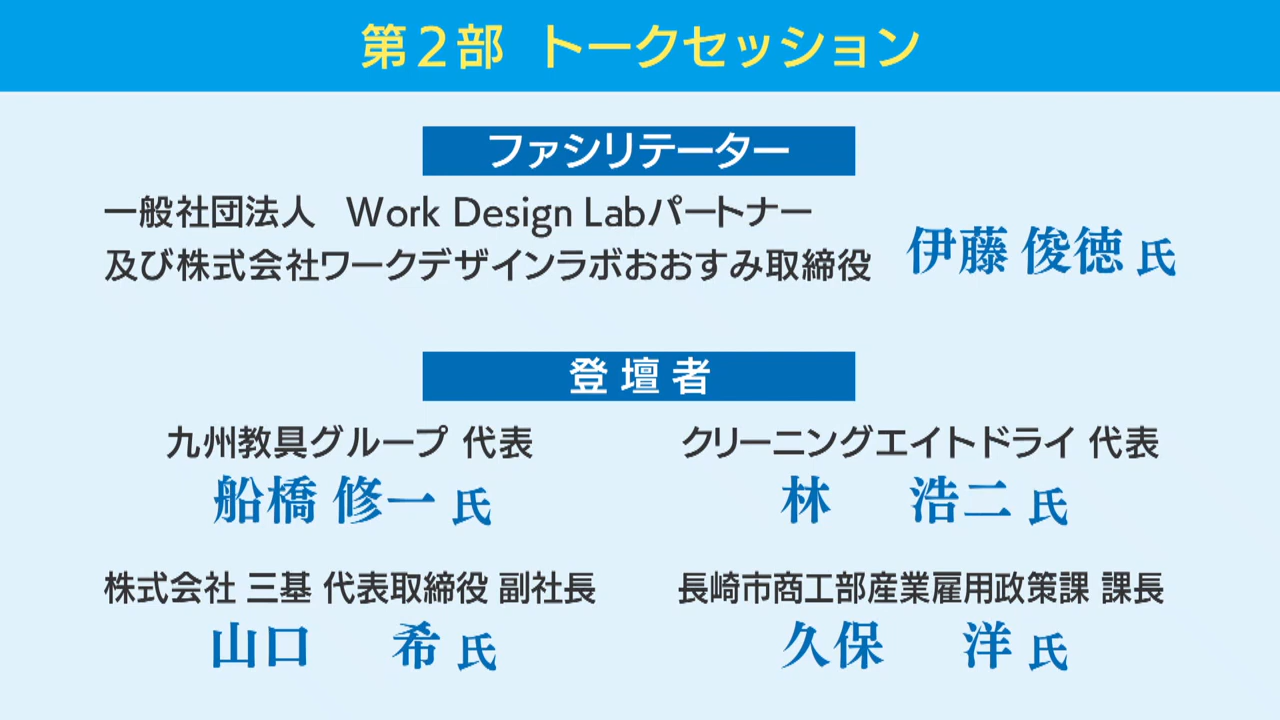 第2部 トークセッション
ファシリテーター
一般社団法人 Work Design Labパートナー
及び株式会社ワークデザインラボおおすみ取締役
伊藤 俊徳 氏
登壇者
九州教具グループ 代表
船橋 修一 氏
クリーニングエイトドライ 代表
林 浩二 氏
株式会社 三基 代表取締役 副社長
山口 希 氏
長崎市商工部産業雇用政策課 課長
久保 洋 氏